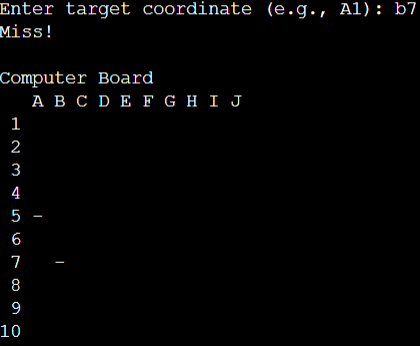 Enter target coordinate (e.g., A1): b7
Miss!
Computer Board
A B C D E F G H I J
1
2
3
4
5 -
6
7 -
8
9
10